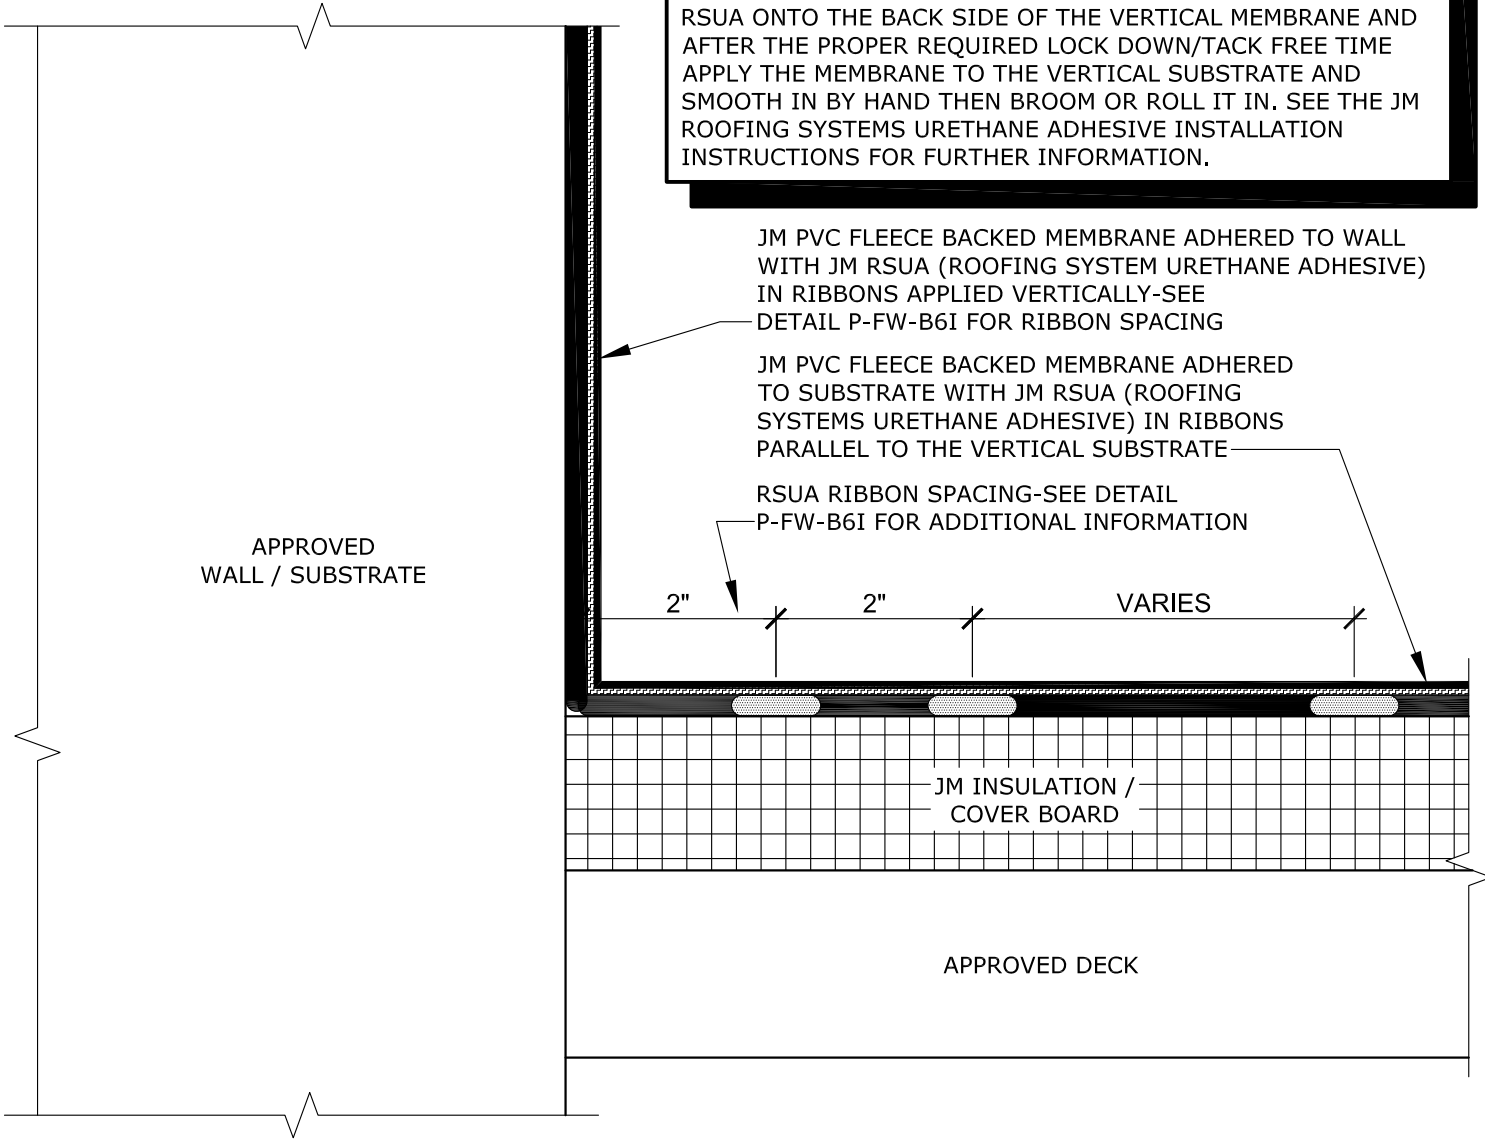 RSUA ONTO THE BACK SIDE OF THE VERTICAL MEMBRANE AND
AFTER THE PROPER REQUIRED LOCK DOWN/TACK FREE TIME
APPLY THE MEMBRANE TO THE VERTICAL SUBSTRATE AND
SMOOTH IN BY HAND THEN BROOM OR ROLL IT IN. SEE THE JM
ROOFING SYSTEMS URETHANE ADHESIVE INSTALLATION
INSTRUCTIONS FOR FURTHER INFORMATION.
JM PVC FLEECE BACKED MEMBRANE ADHERED TO WALL
WITH JM RSUA (ROOFING SYSTEM URETHANE ADHESIVE)
IN RIBBONS APPLIED VERTICALLY-SEE
DETAIL P-FW-B6I FOR RIBBON SPACING
JM PVC FLEECE BACKED MEMBRANE ADHERED
TO SUBSTRATE WITH JM RSUA (ROOFING
SYSTEMS URETHANE ADHESIVE) IN RIBBONS
PARALLEL TO THE VERTICAL SUBSTRATE
RSUA RIBBON SPACING-SEE DETAIL
P-FW-B6I FOR ADDITIONAL INFORMATION
APPROVED
WALL / SUBSTRATE
2" 2" VARIES
JM INSULATION /
COVER BOARD
APPROVED DECK